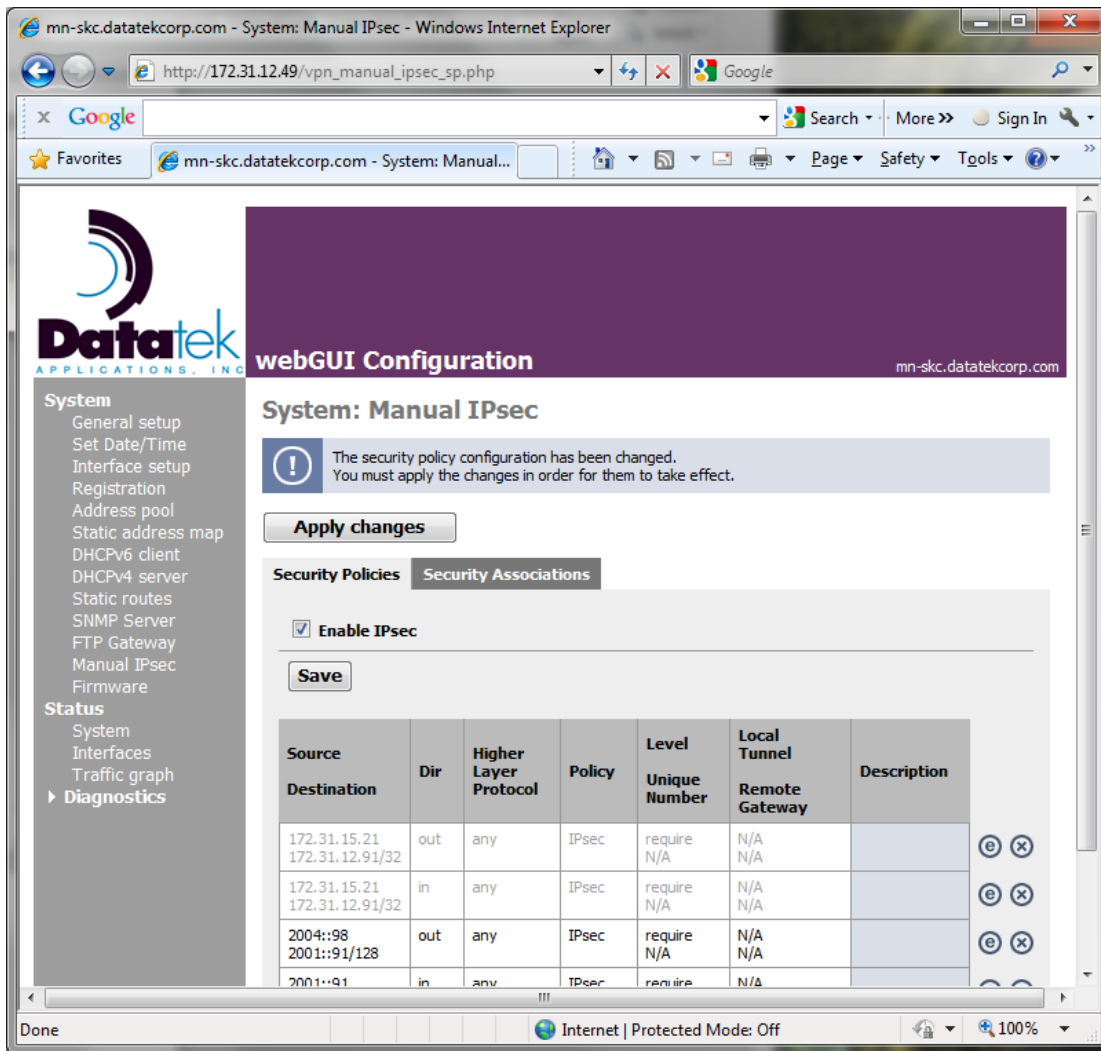 mn-skc.datatekcorp.com - System: Manual IPsec - Windows Internet Explorer
http://172.31.12.49/vpn_manual_ipsec_sp.php
Google
x Google
Search
More >>
Sign In
Favorites
mn-skc.datatekcorp.com - System: Manual...
Page
Safety
Tools
>>
Datatek
APPLICATIONS, INC
webGUI Configuration
mn-skc.datatekcorp.com
System
General setup
Set Date/Time
Interface setup
Registration
Address pool
Static address map
DHCPv6 client
DHCPv4 server
Static routes
SNMP Server
FTP Gateway
Manual IPsec
Firmware
Status
System
Interfaces
Traffic graph
Diagnostics
System: Manual IPsec
The security policy configuration has been changed.
You must apply the changes in order for them to take effect.
Apply changes
Security Policies Security Associations
Enable IPsec
Save
Source Destination Dir Higher Layer Protocol Policy Level Unique Number Local Tunnel Remote Gateway Description
172.31.15.21 out any IPsec require N/A
172.31.12.91/32 N/A N/A
172.31.15.21 in any IPsec require N/A
172.31.12.91/32 N/A N/A
2004::98 out any IPsec require N/A
2001::91/128 N/A N/A
2001::91 in any IPsec require N/A
Done
Internet | Protected Mode: Off
100%